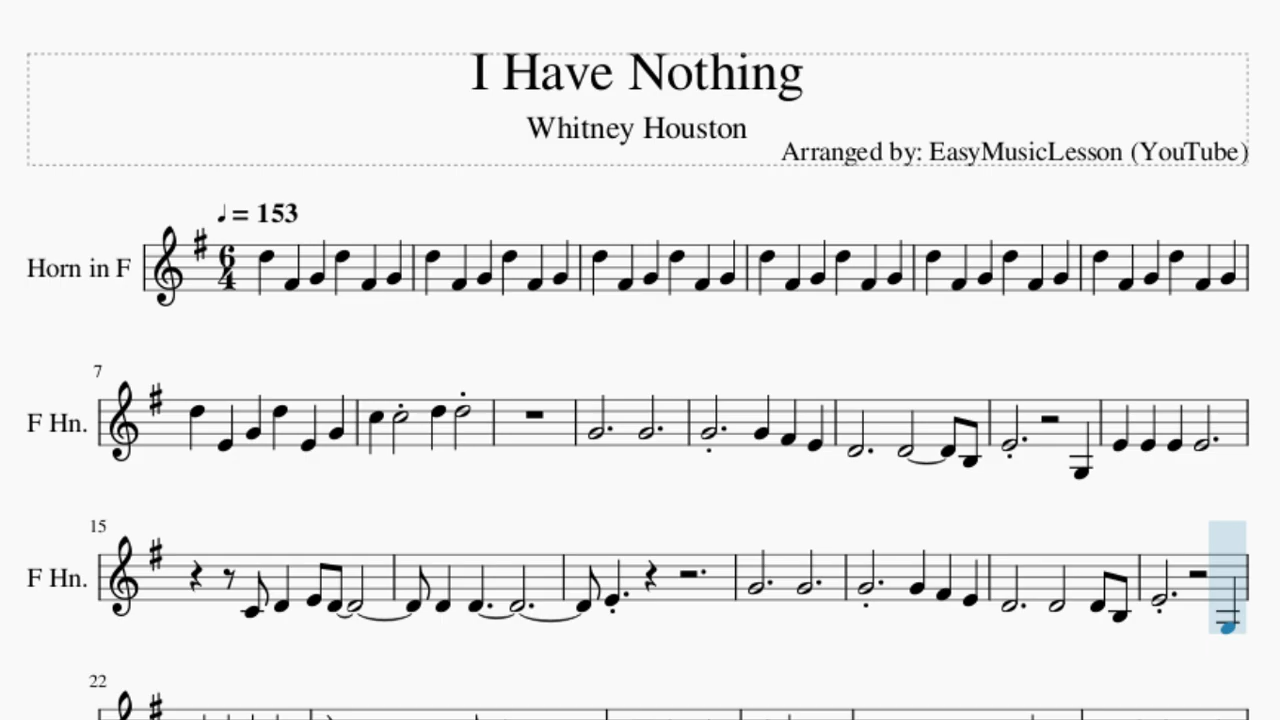 I Have Nothing
Whitney Houston
Arranged by: EasyMusicLesson (YouTube)
♩ = 153
Horn in F
6
4
7
F Hn.
15
F Hn.
22